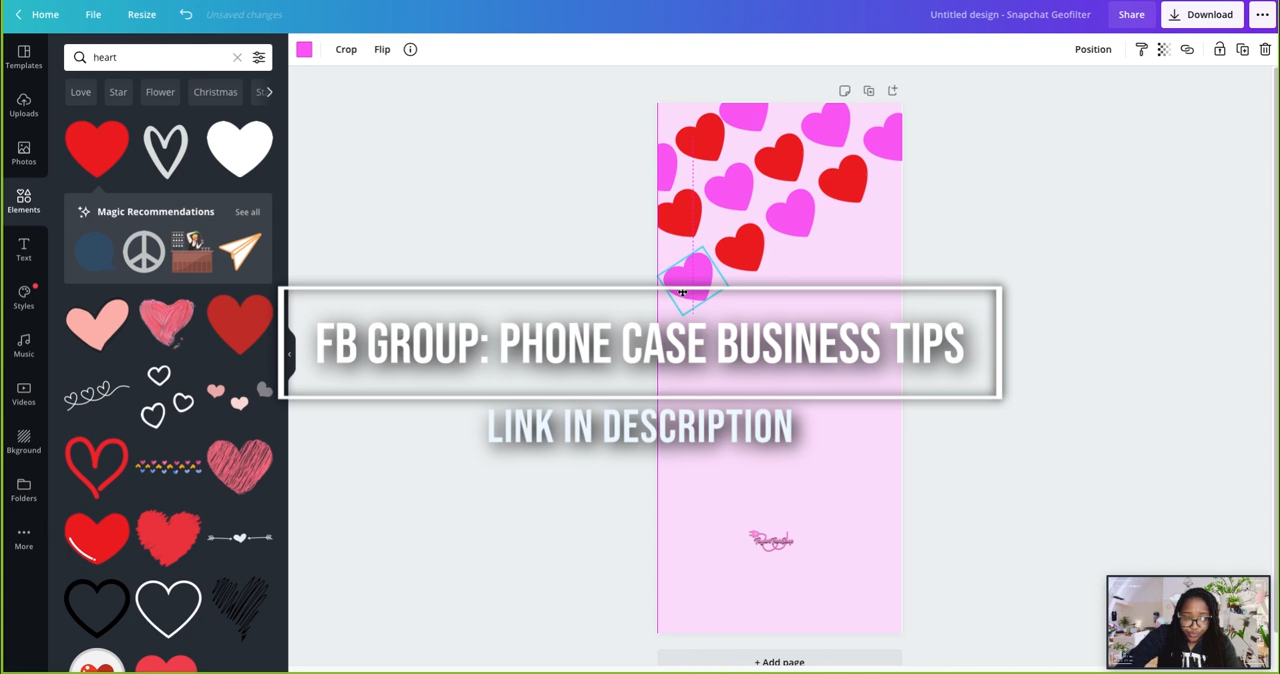 Home File Resize Unsaved changes Untitled design - Snapchat Geofilter Share Download
Templates
Uploads
Photos
Elements
Text
Styles
Music
Videos
Bkground
Folders
More
heart
Love Star Flower Christmas St
Magic Recommendations See all
Crop Flip Position
FB GROUP: PHONE CASE BUSINESS TIPS
LINK IN DESCRIPTION
+ Add page